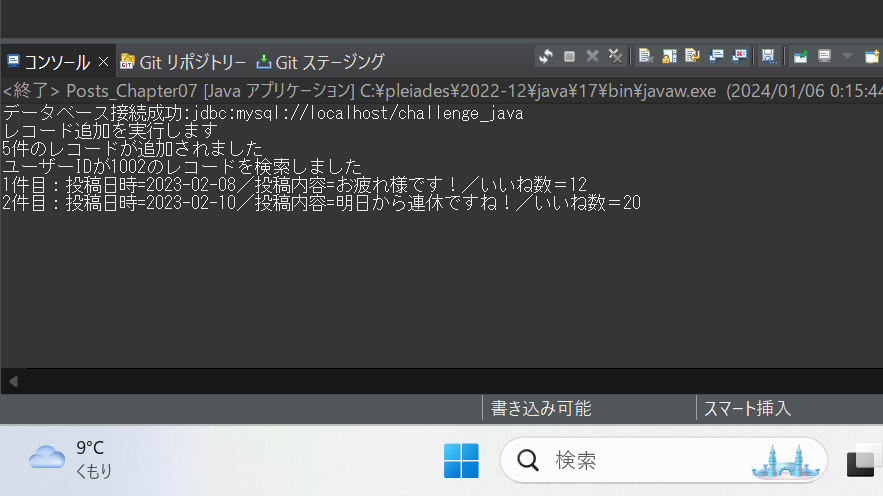 コンソール Git リポジトリー Git ステージング
<終了> Posts_Chapter07 [Java アプリケーション] C:¥pleiades¥2022-12¥java¥17¥bin¥javaw.exe (2024/01/06 0:15:44
データベース接続成功:jdbc:mysql://localhost/challenge_java
レコード追加を実行します
5件のレコードが追加されました
ユーザーIDが1002のレコードを検索しました
1件目：投稿日時=2023-02-08／投稿内容=お疲れ様です！／いいね数＝12
2件目：投稿日時=2023-02-10／投稿内容=明日から連休ですね！／いいね数＝20
書き込み可能 スマート挿入
9°C
くもり
検索